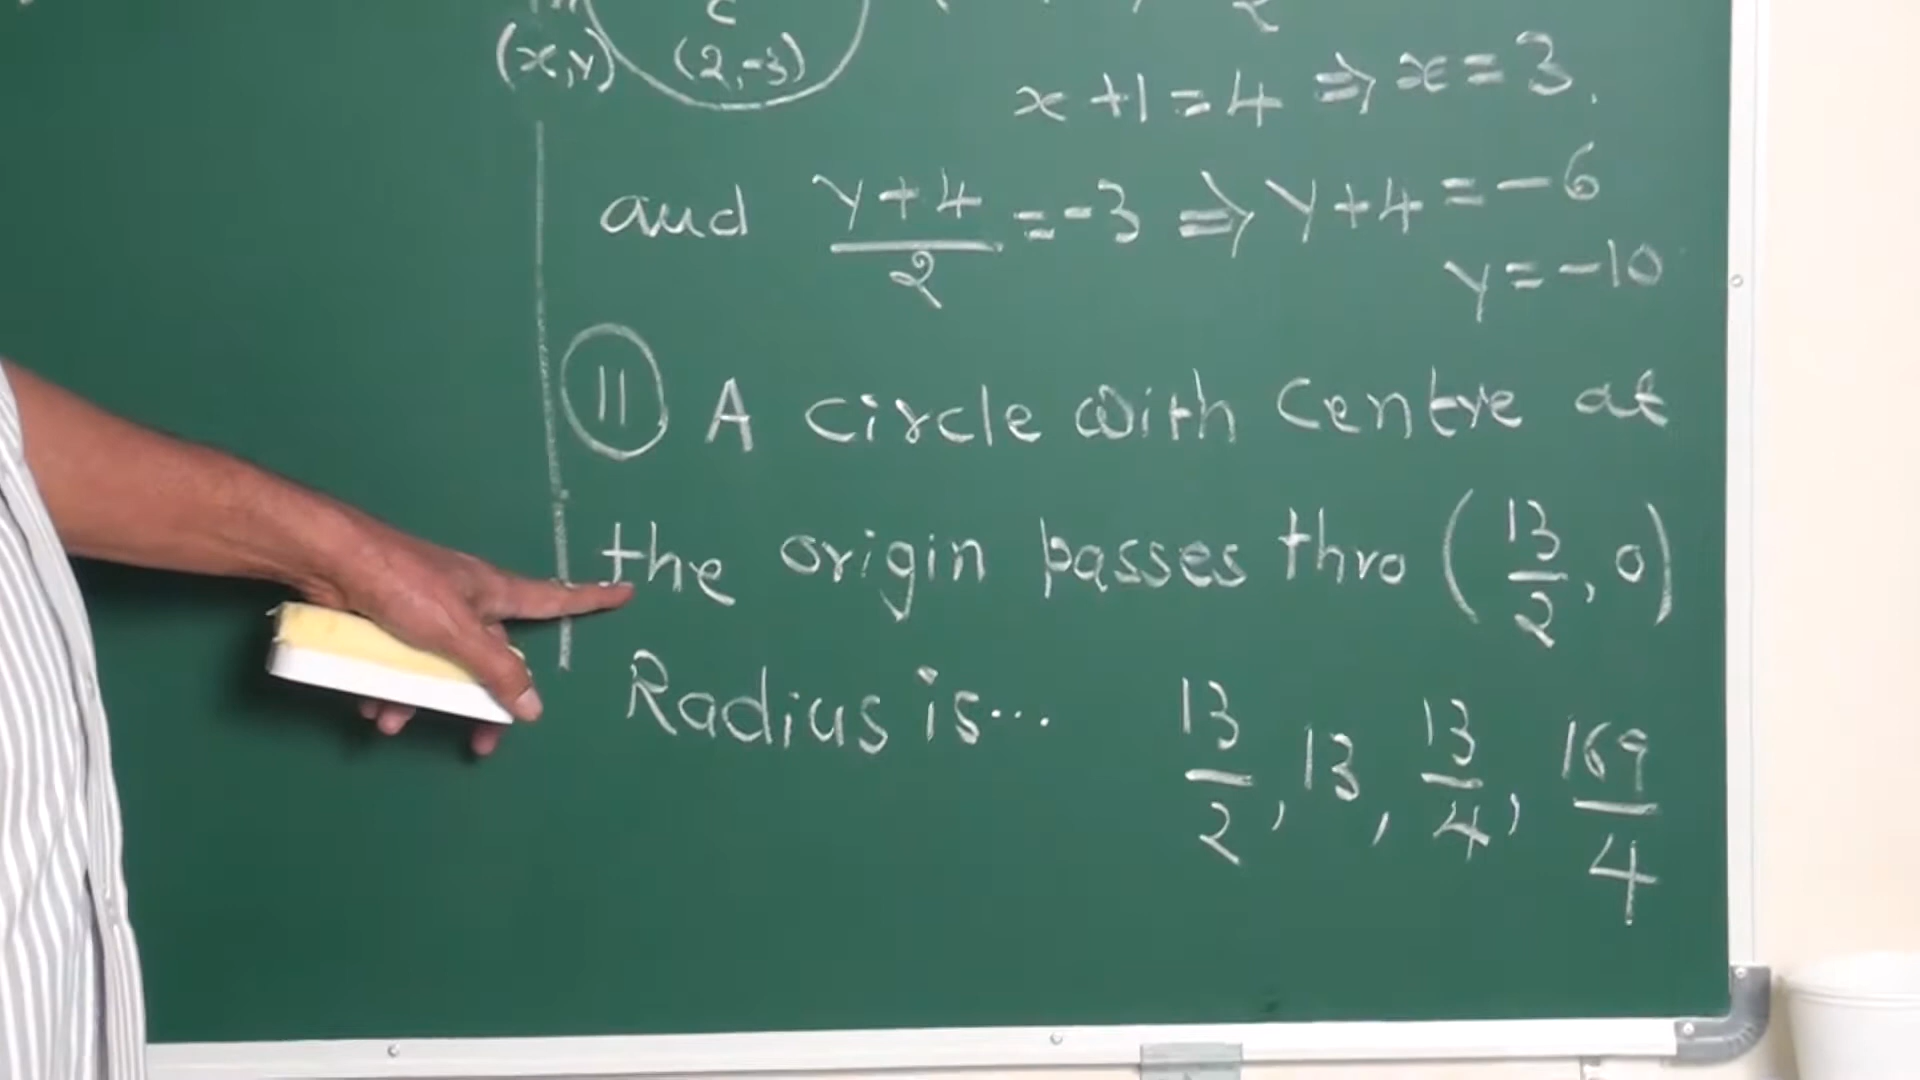 C
2
(x,y) (2,-3)
x+1=4 ⇒ x=3.
and (y+4)/2 = -3 ⇒ y+4 = -6
y = -10
11 A circle with centre at
the origin passes thro (13/2, 0)
Radius is... 13/2, 13, 13/4, 169/4